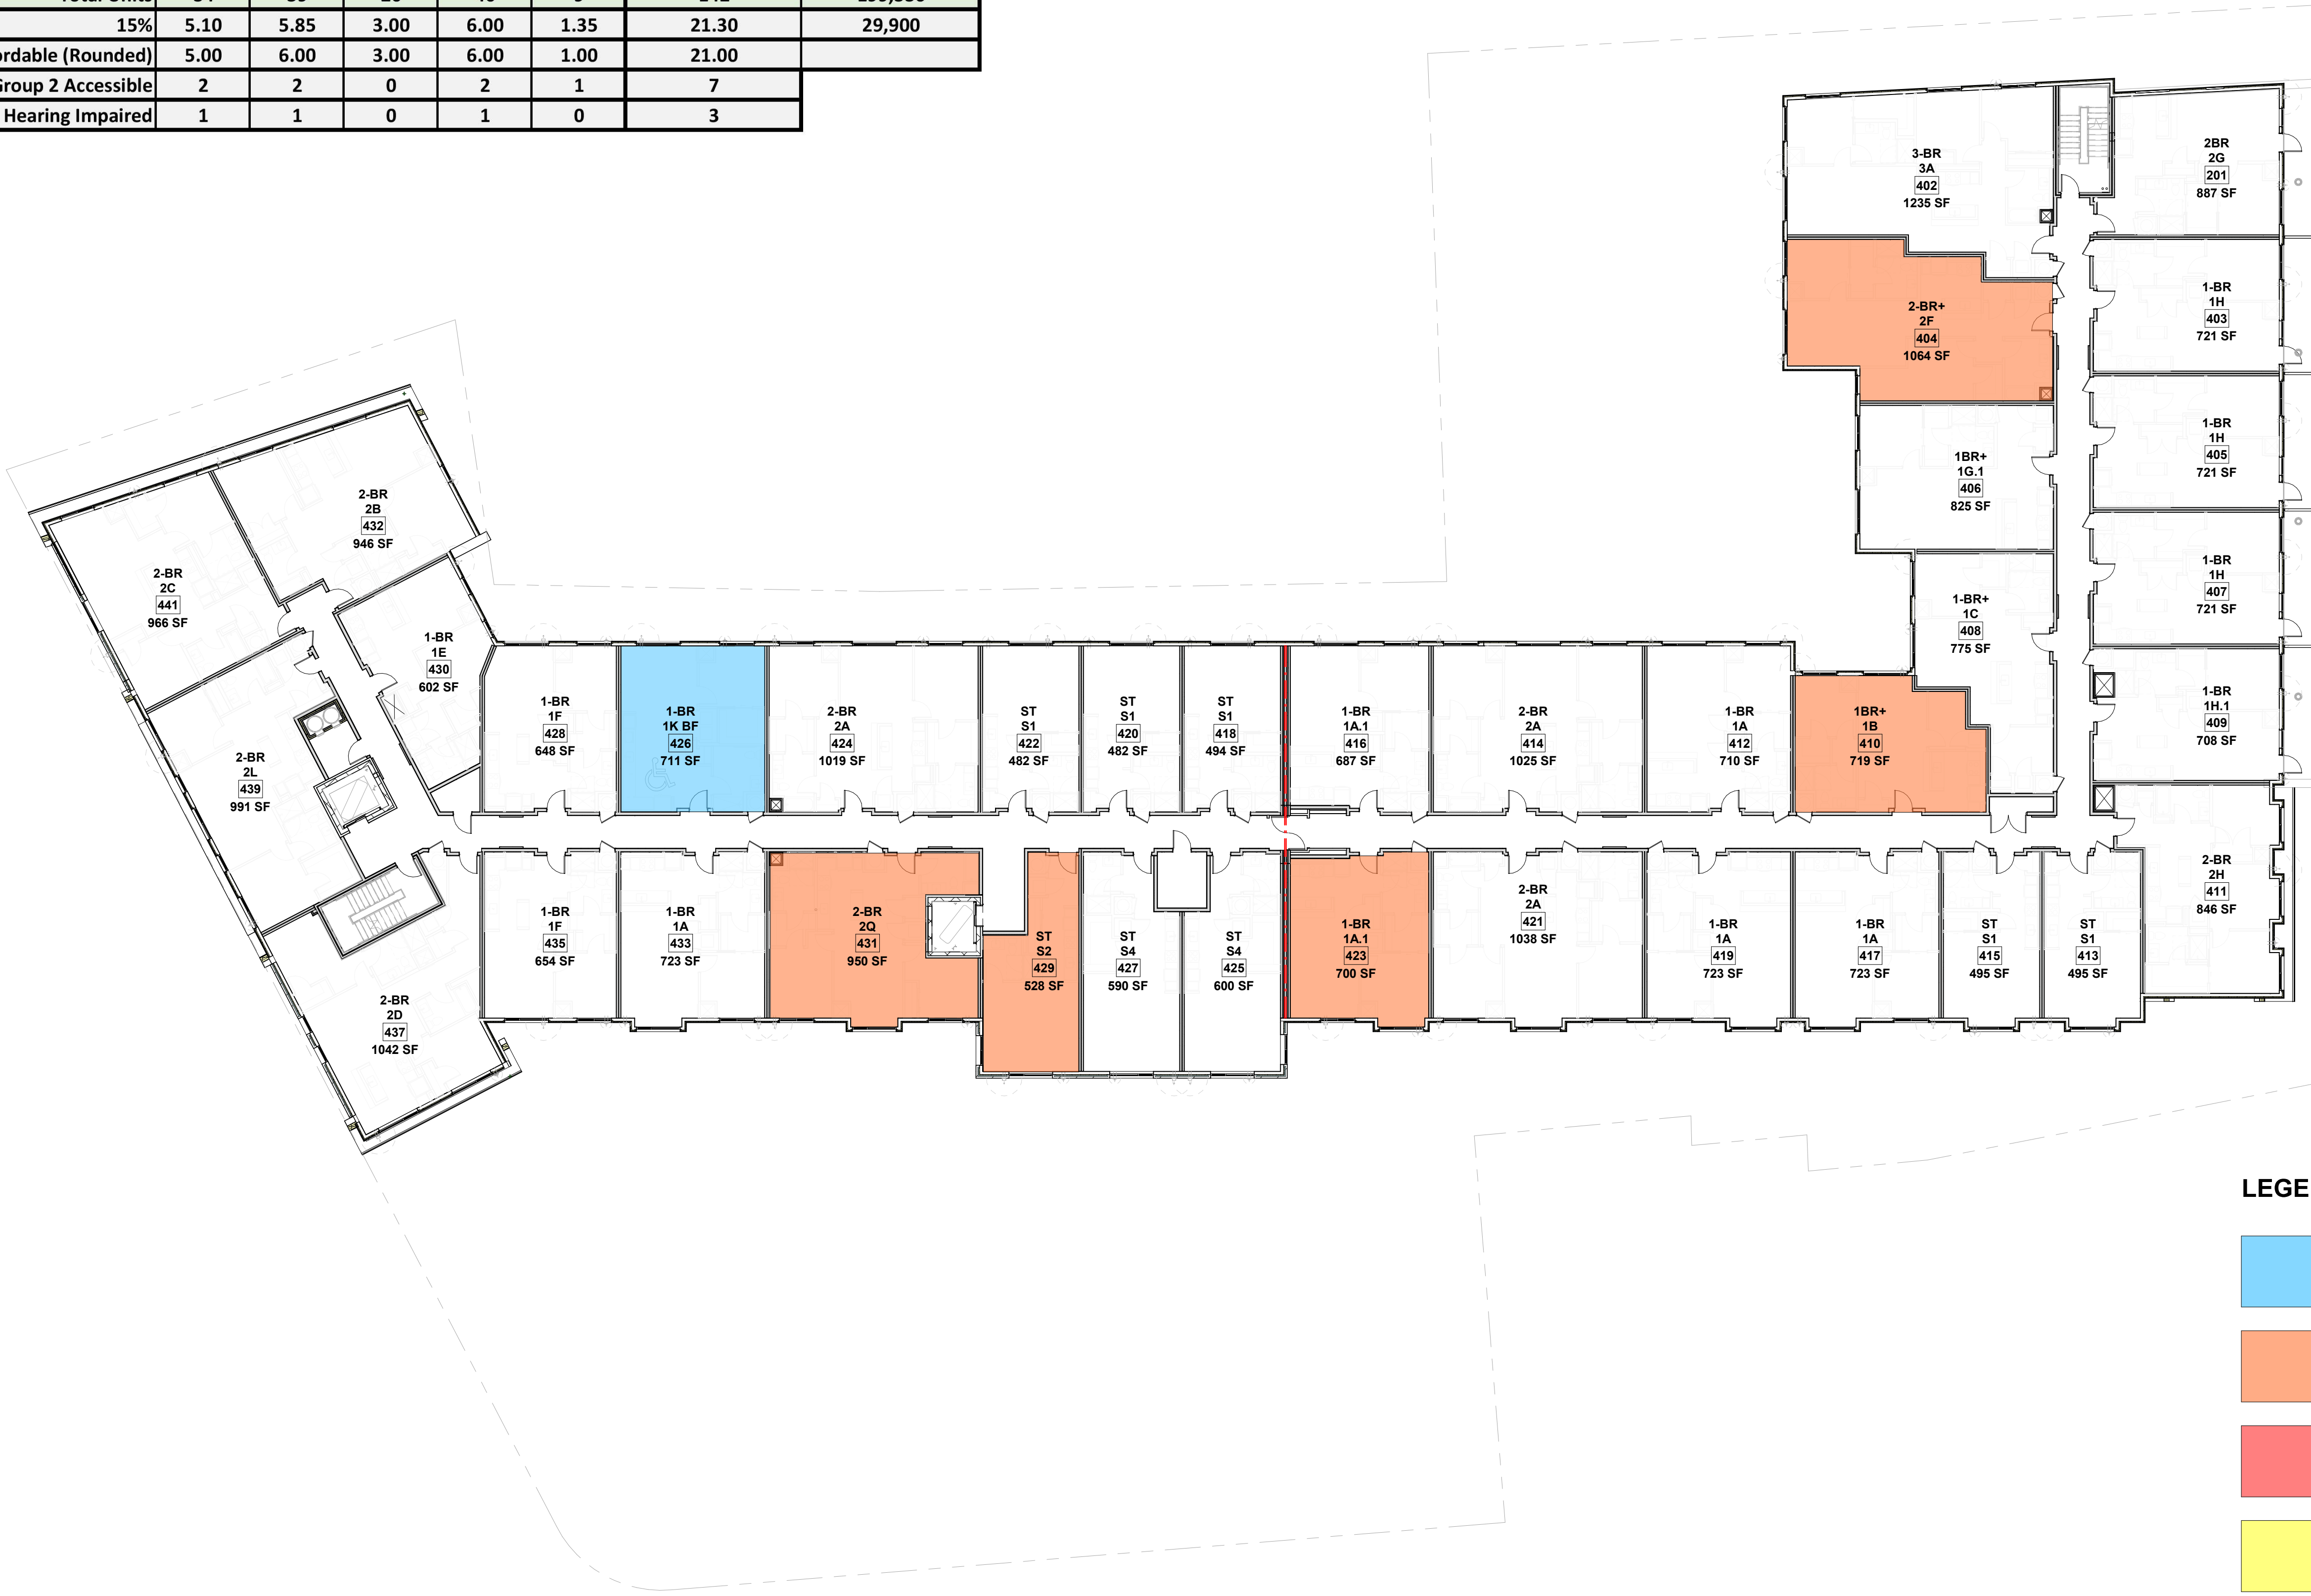 15% 5.10 5.85 3.00 6.00 1.35 21.30 29,900
(Rounded) 5.00 6.00 3.00 6.00 1.00 21.00
Group 2 Accessible 2 2 0 2 1 7
Hearing Impaired 1 1 0 1 0 3
3-BR
3A
402
1235 SF
2BR
2G
201
887 SF
2-BR+
2F
404
1064 SF
1-BR
1H
403
721 SF
1-BR
1H
405
721 SF
1BR+
1G.1
406
825 SF
1-BR
1H
407
721 SF
1-BR+
1C
408
775 SF
1-BR
1H.1
409
708 SF
2-BR
2H
411
846 SF
2-BR
2B
432
946 SF
2-BR
2C
441
966 SF
1-BR
1E
430
602 SF
2-BR
2L
439
991 SF
2-BR
2D
437
1042 SF
1-BR
1F
428
648 SF
1-BR
1K BF
426
711 SF
2-BR
2A
424
1019 SF
ST
S1
422
482 SF
ST
S1
420
482 SF
ST
S1
418
494 SF
1-BR
1A.1
416
687 SF
2-BR
2A
414
1025 SF
1-BR
1A
412
710 SF
1BR+
1B
410
719 SF
1-BR
1F
435
654 SF
1-BR
1A
433
723 SF
2-BR
2Q
431
950 SF
ST
S2
429
528 SF
ST
S4
427
590 SF
ST
S4
425
600 SF
1-BR
1A.1
423
700 SF
2-BR
2A
421
1038 SF
1-BR
1A
419
723 SF
1-BR
1A
417
723 SF
ST
S1
415
495 SF
ST
S1
413
495 SF
LEGE